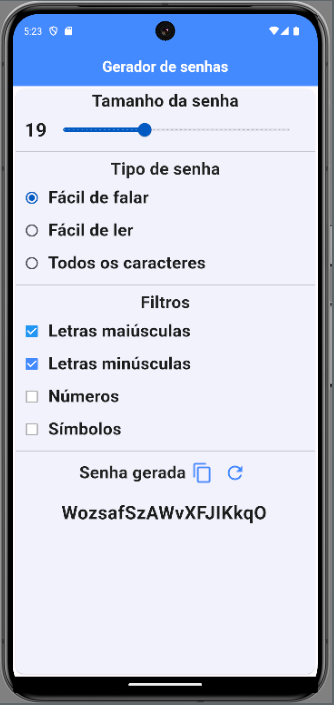 5:23
Gerador de senhas
Tamanho da senha
19
Tipo de senha
Fácil de falar
Fácil de ler
Todos os caracteres
Filtros
Letras maiúsculas
Letras minúsculas
Números
Símbolos
Senha gerada
WozsafSzAWvXFJIKkqO